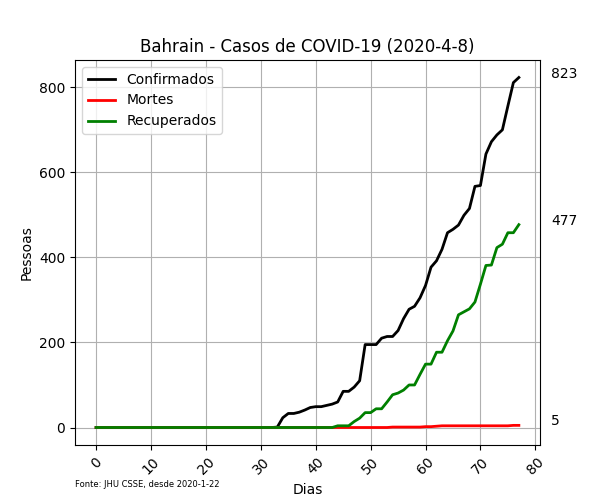 Bahrain - Casos de COVID-19 (2020-4-8)
Confirmados
Mortes
Recuperados
Pessoas
800
600
400
200
0
823
477
5
0
10
20
30
40
50
60
70
80
Dias
Fonte: JHU CSSE, desde 2020-1-22